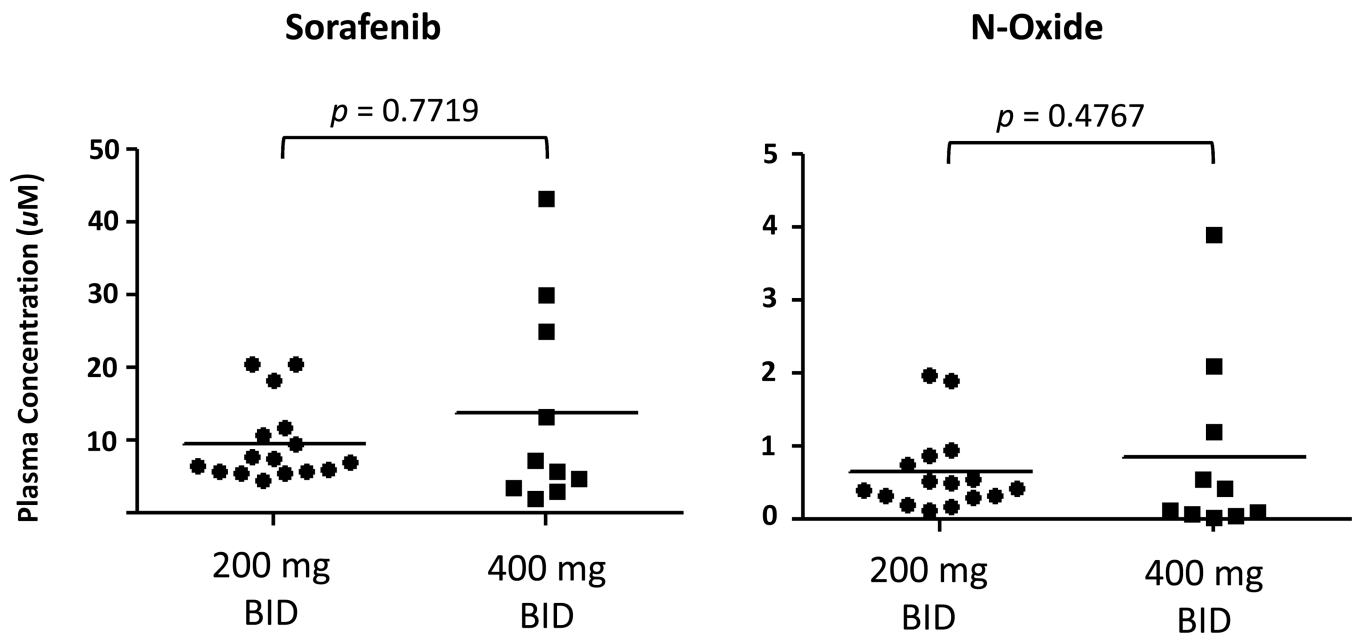 Sorafenib
p = 0.7719
Plasma Concentration (uM)
50
40
30
20
10
200 mg
BID
400 mg
BID
N-Oxide
p = 0.4767
5
4
3
2
1
0
200 mg
BID
400 mg
BID